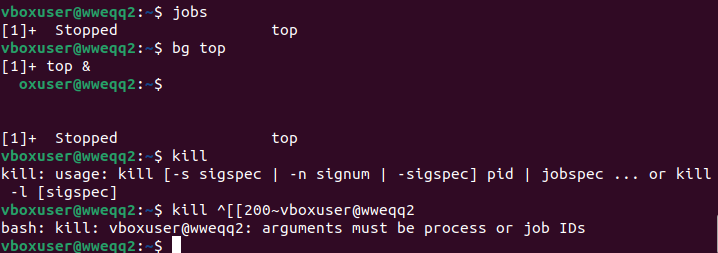 vboxuser@wweqq2:~$ jobs
[1]+  Stopped                 top
vboxuser@wweqq2:~$ bg top
[1]+ top &
  oxuser@wweqq2:~$
[1]+  Stopped                 top
vboxuser@wweqq2:~$ kill
kill: usage: kill [-s sigspec | -n signum | -sigspec] pid | jobspec ... or kill
 -l [sigspec]
vboxuser@wweqq2:~$ kill ^[[200~vboxuser@wweqq2
bash: kill: vboxuser@wweqq2: arguments must be process or job IDs
vboxuser@wweqq2:~$